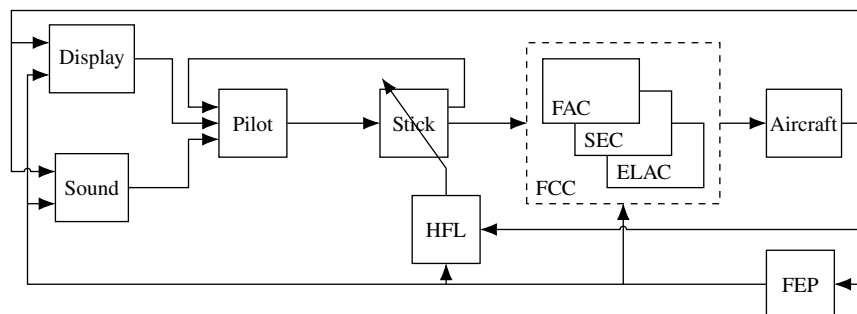 Display
FAC
Pilot
Stick
Aircraft
SEC
ELAC
Sound
FCC
HFL
FEP